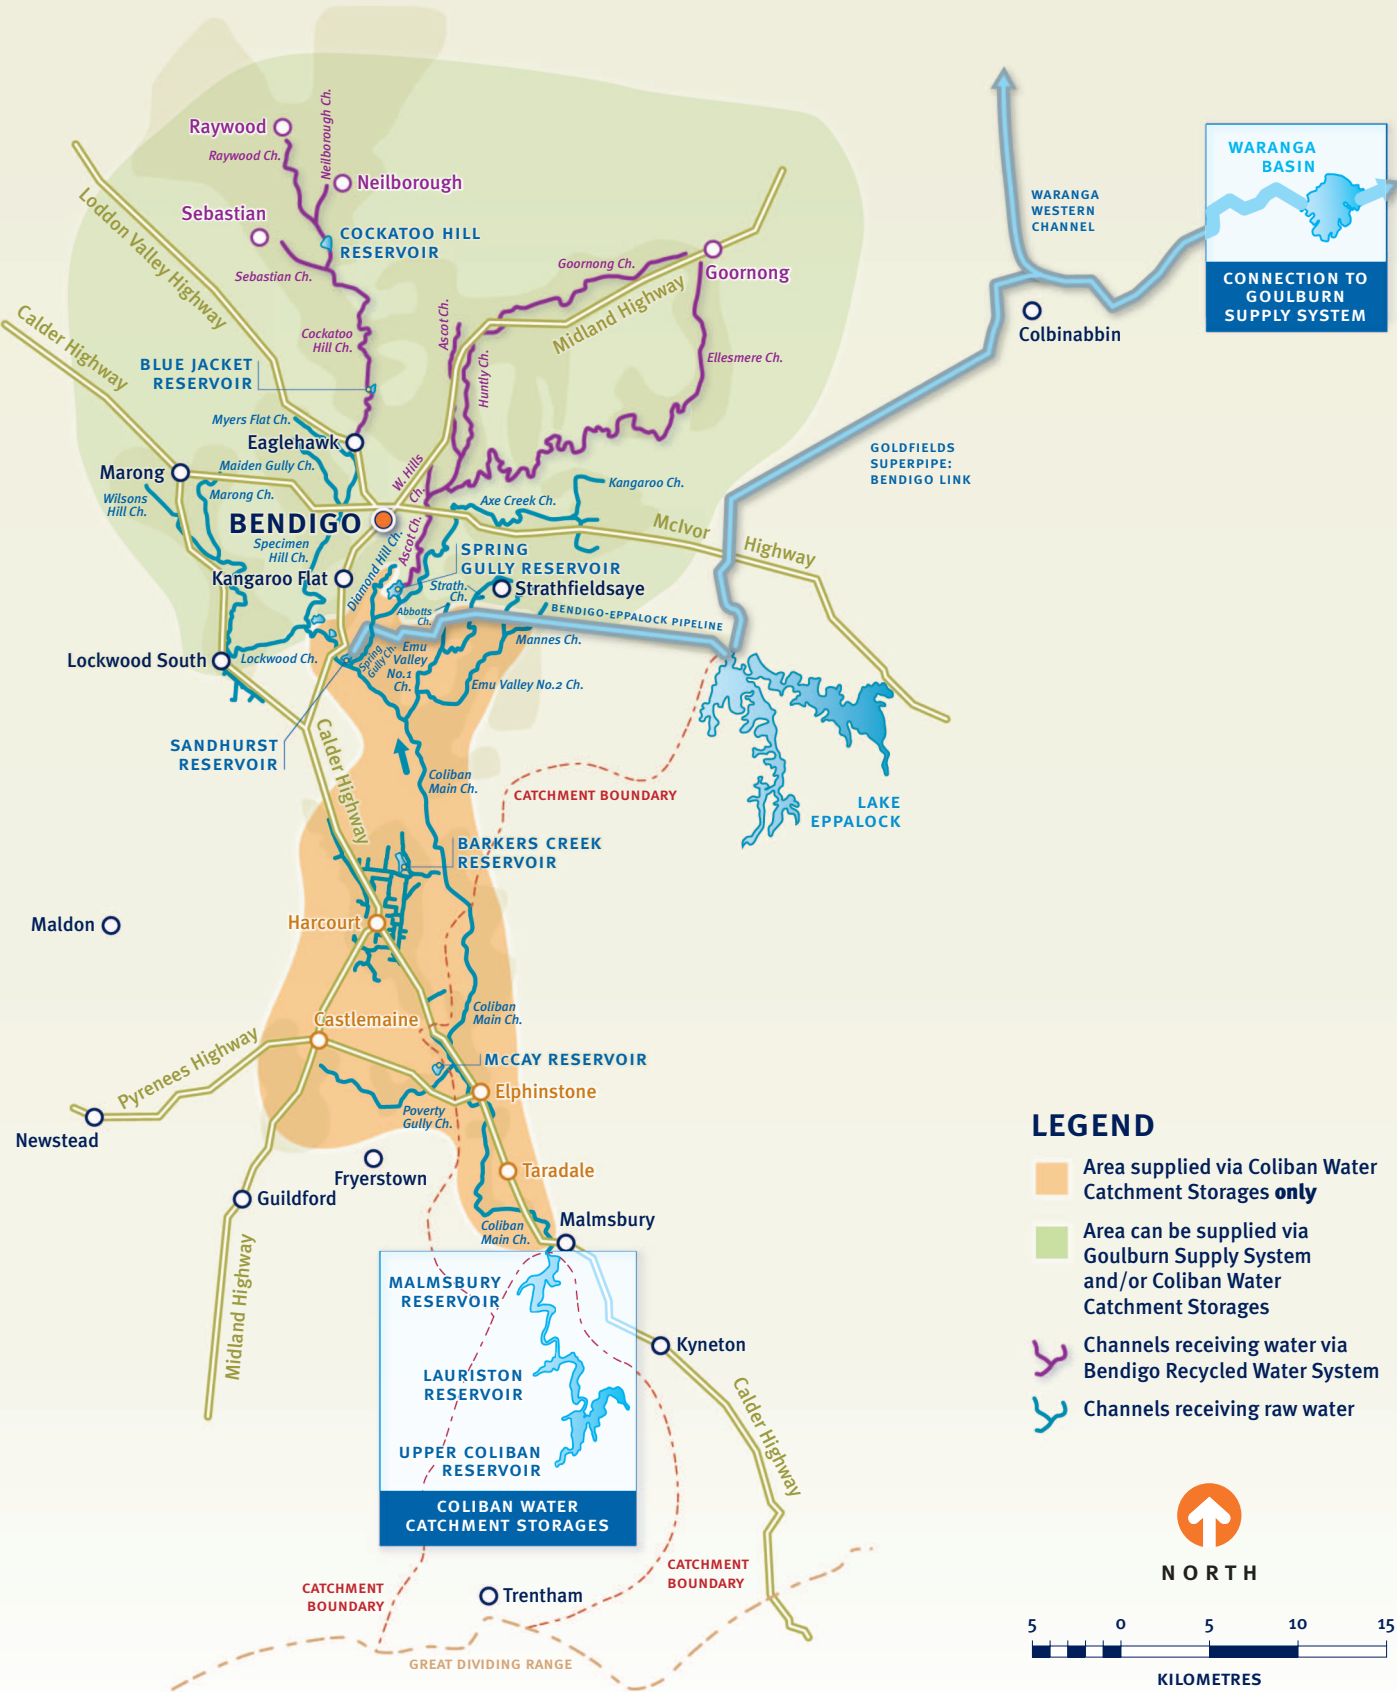 Raywood
Raywood Ch.
Neilborough Ch.
Neilborough
Sebastian
COCKATOO HILL
RESERVOIR
Sebastian Ch.
Loddon Valley Highway
Calder Highway
Cockatoo
Hill Ch.
BLUE JACKET
RESERVOIR
Goornong Ch.
Goornong
Ascot Ch.
Midland Highway
Huntly Ch.
Ellesmere Ch.
WARANGA
WESTERN
CHANNEL
WARANGA
BASIN
CONNECTION TO
GOULBURN
SUPPLY SYSTEM
Colbinabbin
Myers Flat Ch.
Eaglehawk
Marong
Maiden Gully Ch.
W. Hills
Ch.
Wilsons
Hill Ch.
Marong Ch.
BENDIGO
Axe Creek Ch.
Kangaroo Ch.
GOLDFIELDS
SUPERPIPE:
BENDIGO LINK
McIvor
Highway
Specimen
Hill Ch.
Diamond Hill Ch.
Ascot Ch.
SPRING
GULLY RESERVOIR
Kangaroo Flat
Strath.
Ch.
Strathfieldsaye
Abbotts
Ch.
BENDIGO-EPPALOCK PIPELINE
Mannes Ch.
Lockwood South
Lockwood Ch.
Spring
Gully Ch.
Emu
Valley
No.1
Ch.
Emu Valley No.2 Ch.
SANDHURST
RESERVOIR
Calder Highway
Coliban
Main Ch.
CATCHMENT BOUNDARY
LAKE
EPPALOCK
BARKERS CREEK
RESERVOIR
Maldon
Harcourt
Coliban
Main Ch.
Castlemaine
Pyrenees Highway
McCAY RESERVOIR
Elphinstone
Newstead
Poverty
Gully Ch.
Fryerstown
Taradale
Guildford
Coliban
Main Ch.
Malmsbury
Midland Highway
MALMSBURY
RESERVOIR
LAURISTON
RESERVOIR
UPPER COLIBAN
RESERVOIR
COLIBAN WATER
CATCHMENT STORAGES
Kyneton
Calder Highway
CATCHMENT
BOUNDARY
CATCHMENT
BOUNDARY
Trentham
GREAT DIVIDING RANGE
LEGEND
Area supplied via Coliban Water
Catchment Storages only
Area can be supplied via
Goulburn Supply System
and/or Coliban Water
Catchment Storages
Channels receiving water via
Bendigo Recycled Water System
Channels receiving raw water
NORTH
5 0 5 10 15
KILOMETRES